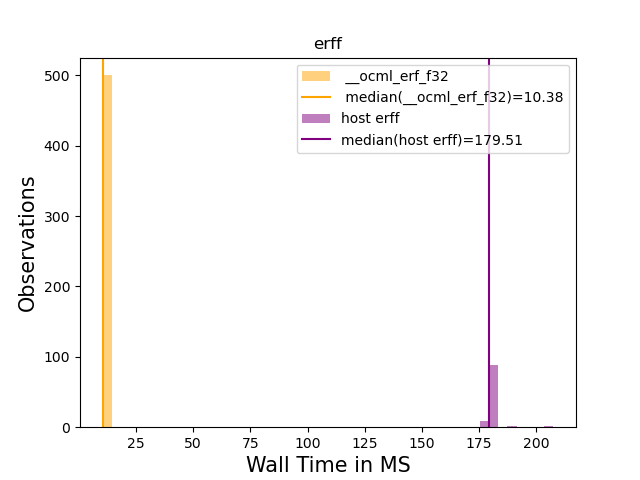 erff
__ocml_erf_f32
median(__ocml_erf_f32)=10.38
host erff
median(host erff)=179.51
Observations
500
400
300
200
100
0
25 50 75 100 125 150 175 200
Wall Time in MS